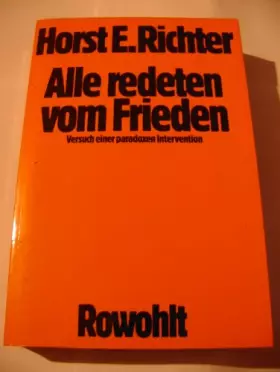 Horst E. Richter
Alle redeten
vom Frieden
Versuch einer paradoxen Intervention
Rowohlt